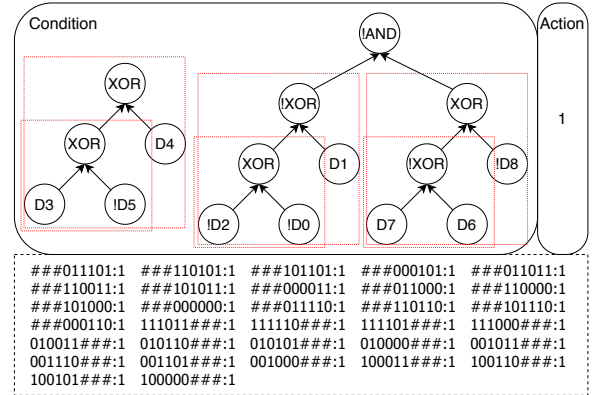 Condition
Action
!AND
XOR
!XOR
XOR
1
XOR
D4
XOR
D1
!XOR
!D8
D3
!D5
!D2
!D0
D7
D6
###011101:1 ###110101:1 ###101101:1 ###000101:1 ###011011:1
###110011:1 ###101011:1 ###000011:1 ###011000:1 ###110000:1
###101000:1 ###000000:1 ###011110:1 ###110110:1 ###101110:1
###000110:1 111011###:1 111110###:1 111101###:1 111000###:1
010011###:1 010110###:1 010101###:1 010000###:1 001011###:1
001110###:1 001101###:1 001000###:1 100011###:1 100110###:1
100101###:1 100000###:1